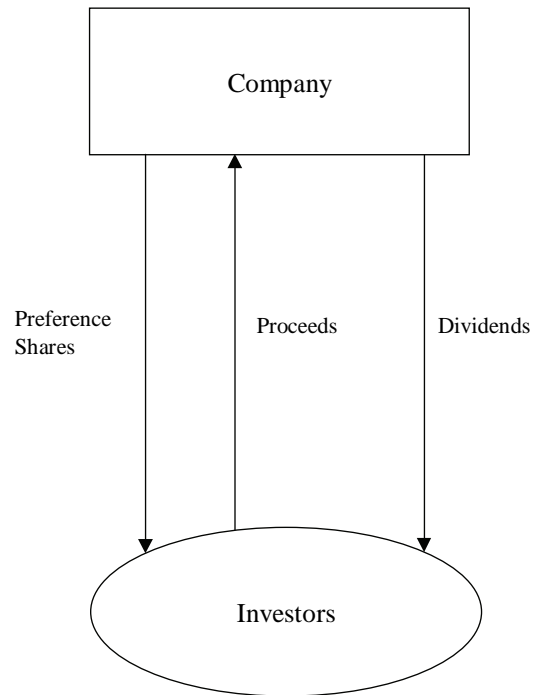 Company
Preference
Shares
Proceeds
Dividends
Investors